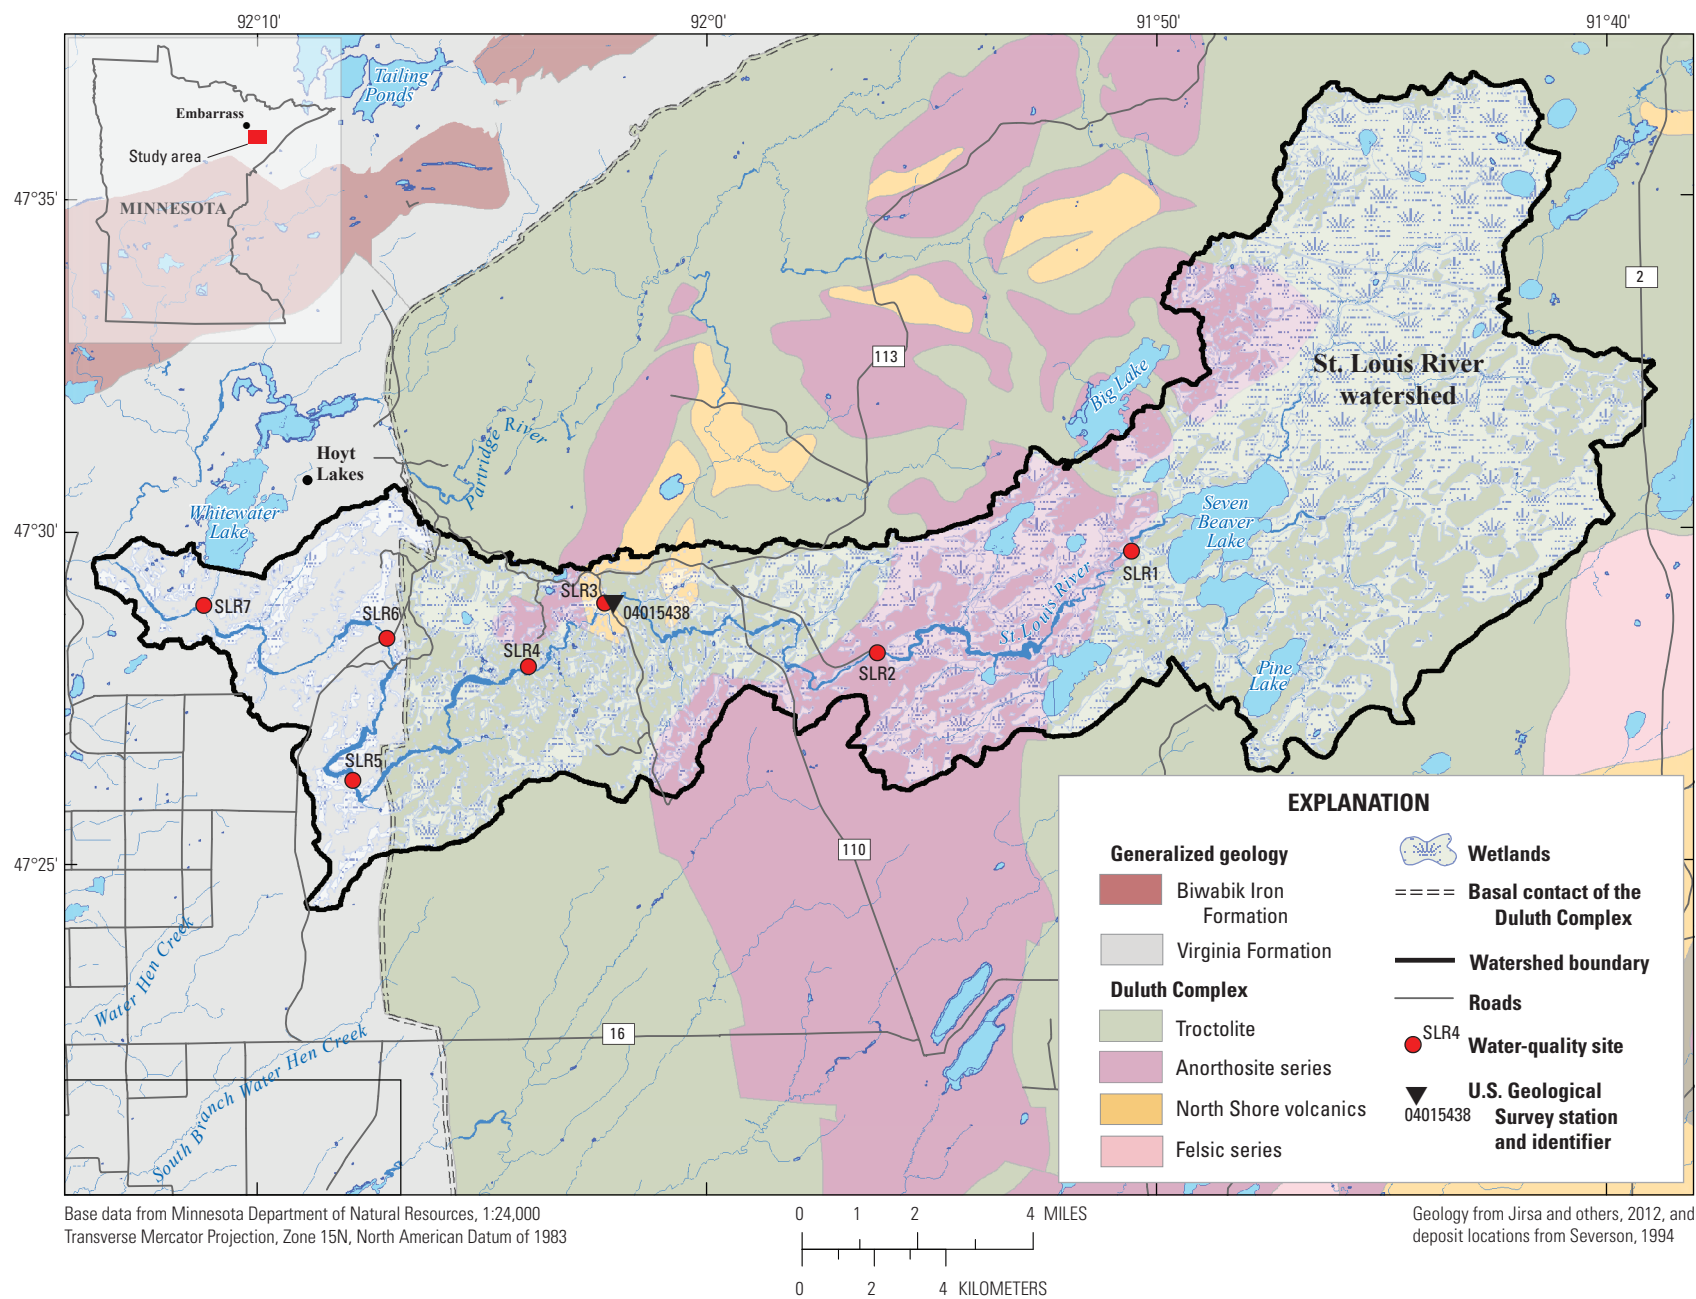 92°10'
92°0'
91°50'
91°40'
Tailing
Ponds
Embarrass
Study area
MINNESOTA
47°35'
2
113
St. Louis River
watershed
Big Lake
Partridge River
Hoyt
Lakes
Whitewater
Lake
Seven
Beaver
Lake
47°30'
SLR1
SLR3
04015438
SLR7
SLR6
St. Louis River
SLR4
SLR2
Pine
Lake
SLR5
110
47°25'
Water Hen Creek
16
South Branch Water Hen Creek
EXPLANATION
Generalized geology
Biwabik Iron
Formation
Virginia Formation
Duluth Complex
Troctolite
Anorthosite series
North Shore volcanics
Felsic series
Wetlands
Basal contact of the
Duluth Complex
Watershed boundary
Roads
SLR4
Water-quality site
04015438
U.S. Geological
Survey station
and identifier
Base data from Minnesota Department of Natural Resources, 1:24,000
Transverse Mercator Projection, Zone 15N, North American Datum of 1983
0 1 2 4 MILES
0 2 4 KILOMETERS
Geology from Jirsa and others, 2012, and
deposit locations from Severson, 1994